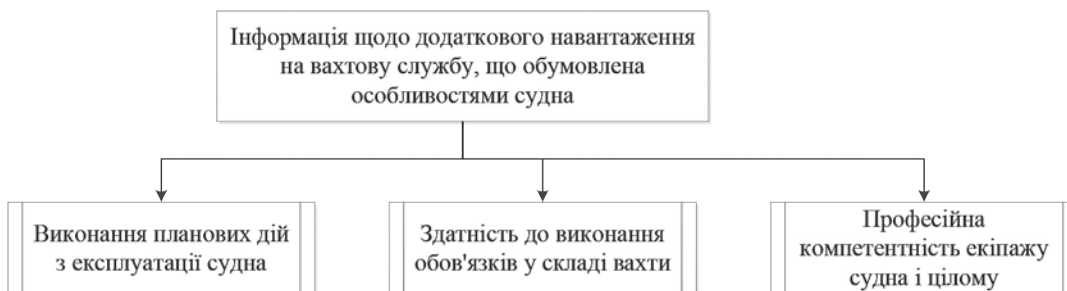 Інформація щодо додаткового навантаження
на вахтову службу, що обумовлена
особливостями судна
Виконання планових дій
з експлуатації судна
Здатність до виконання
обов'язків у складі вахти
Професійна
компетентність екіпажу
судна і цілому